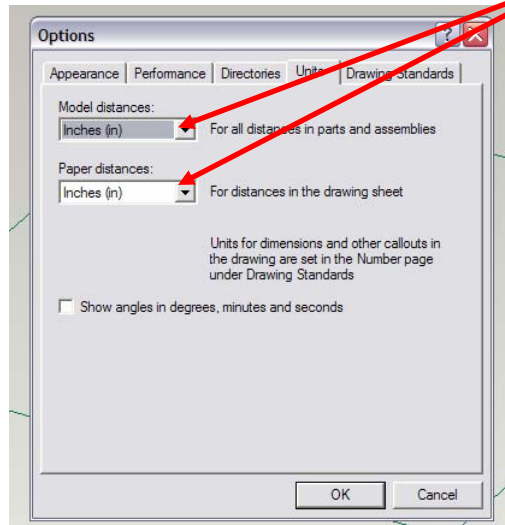 Options
Appearance Performance Directories Units Drawing Standards
Model distances:
Inches (in) For all distances in parts and assemblies
Paper distances:
Inches (in) For distances in the drawing sheet
Units for dimensions and other callouts in
the drawing are set in the Number page
under Drawing Standards
Show angles in degrees, minutes and seconds
OK Cancel